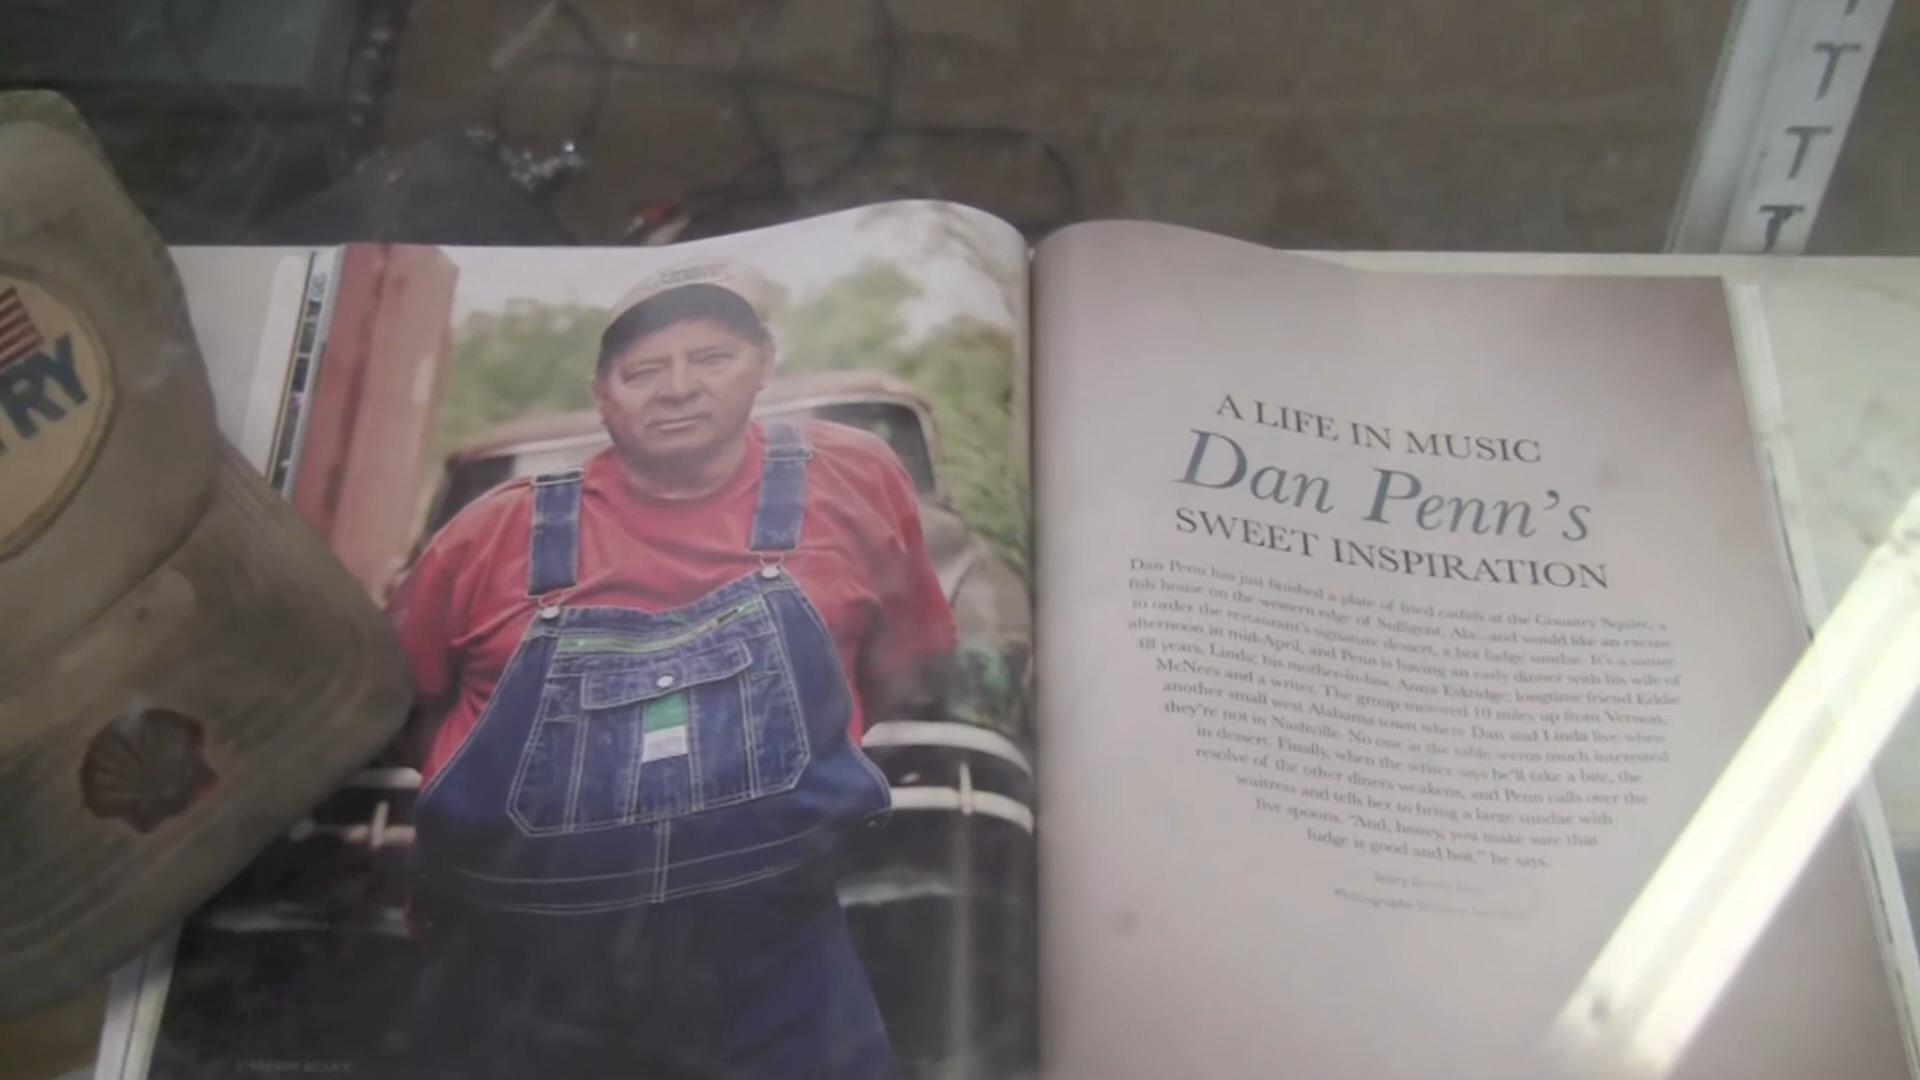 TRY
A LIFE IN MUSIC
Dan Penn's
SWEET INSPIRATION
Dan Penn has just finished a plate of fried catfish at the Country Squire, a
fish house on the western edge of Sulligent, Ala., and would like an excuse
to order the restaurant's signature dessert, a hot fudge sundae. It's a sunny
afternoon in mid-April, and Penn is having an early dinner with his wife of
48 years, Linda; his mother-in-law, Anna Eskridge; longtime friend Eddie
McNees and a writer. The group motored 10 miles up from Vernon,
another small west Alabama town where Dan and Linda live when
they're not in Nashville. No one at the table seems much interested
in dessert. Finally, when the writer says he'll take a bite, the
resolve of the other diners weakens, and Penn calls over the
waitress and tells her to bring a large sundae with
five spoons. "And, honey, you make sure that
fudge is good and hot," he says.
Story
Photographs